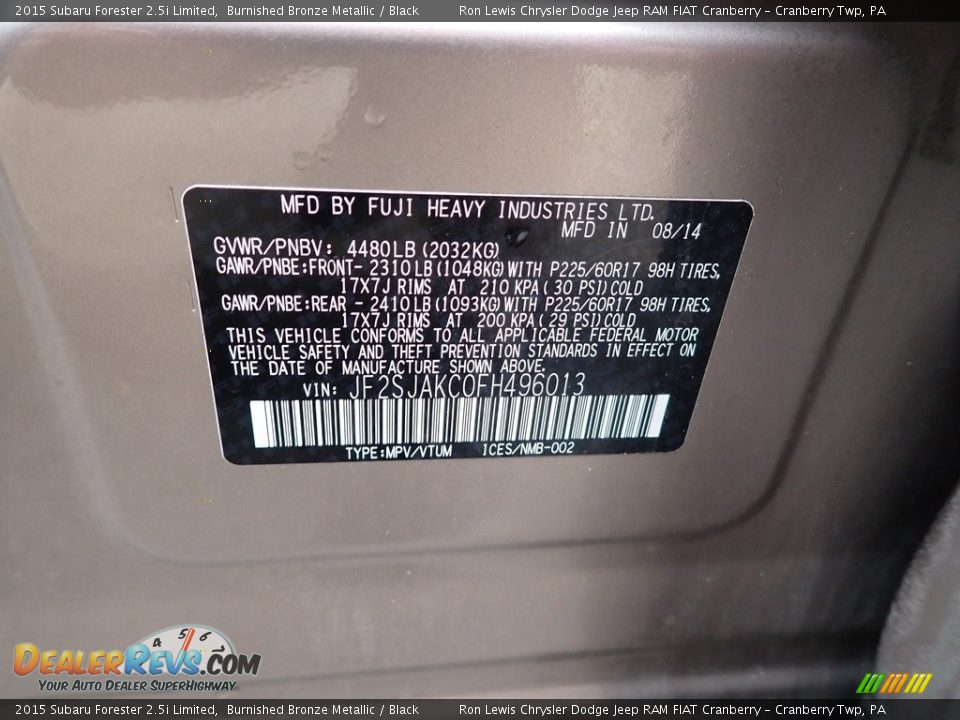 2015 Subaru Forester 2.5i Limited, Burnished Bronze Metallic / Black Ron Lewis Chrysler Dodge Jeep RAM FIAT Cranberry - Cranberry Twp, PA
MFD BY FUJI HEAVY INDUSTRIES LTD.
MFD IN 08/14
GVWR/PNBV: 4480LB (2032KG)
GAWR/PNBE:FRONT- 2310LB (1048KG) WITH P225/60R17 98H TIRES,
17X7J RIMS AT 210 KPA ( 30 PSI) COLD
GAWR/PNBE:REAR - 2410LB (1093KG) WITH P225/60R17 98H TIRES,
17X7J RIMS AT 200 KPA ( 29 PSI) COLD
THIS VEHICLE CONFORMS TO ALL APPLICABLE FEDERAL MOTOR
VEHICLE SAFETY AND THEFT PREVENTION STANDARDS IN EFFECT ON
THE DATE OF MANUFACTURE SHOWN ABOVE.
VIN: JF2SJAKC0FH496013
TYPE:MPV/VTUM ICES/NMB-002
4 5 6
DealerRevs.com
Your Auto Dealer SuperHighway
2015 Subaru Forester 2.5i Limited, Burnished Bronze Metallic / Black Ron Lewis Chrysler Dodge Jeep RAM FIAT Cranberry - Cranberry Twp, PA